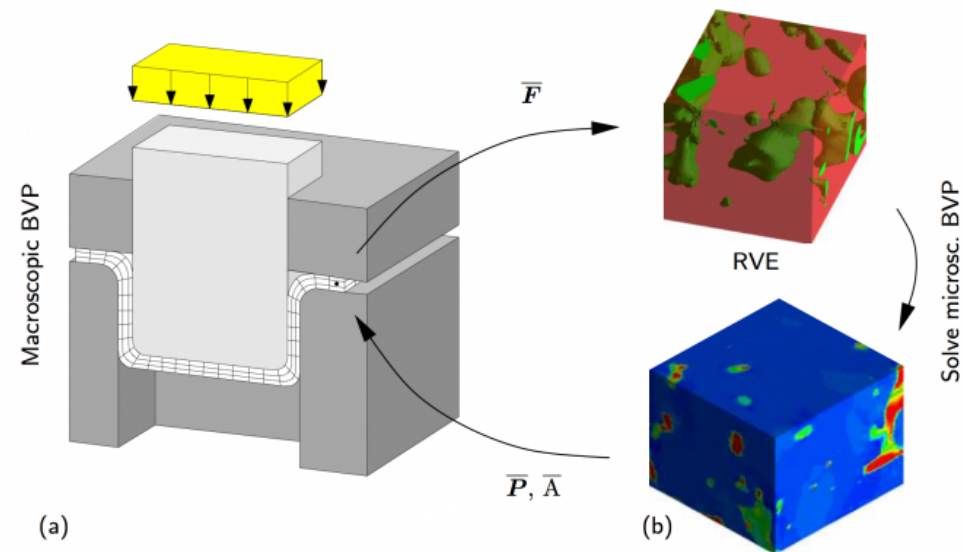 Macroscopic BVP
F̅
RVE
Solve microsc. BVP
P̅, A̅
(a)
(b)